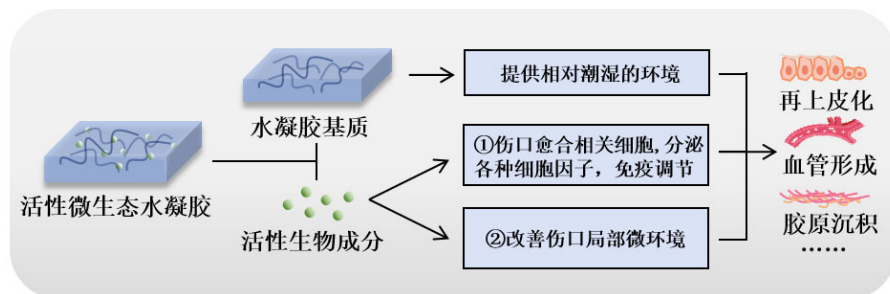 提供相对潮湿的环境
再上皮化
水凝胶基质
①伤口愈合相关细胞,分泌
各种细胞因子，免疫调节
血管形成
活性微生态水凝胶
活性生物成分
②改善伤口局部微环境
胶原沉积
……